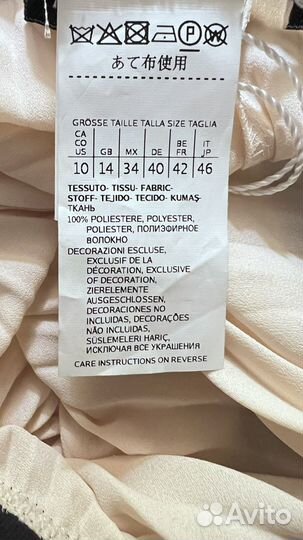 P W
あて布使用
GRÖSSE TAILLE TALLA SIZE TAGLIA
CA CO US GB MX DE BE FR IT JP
10 14 34 40 42 46
TESSUTO- TISSU- FABRIC-
STOFF- TEJIDO- TECIDO- KUMAŞ-
ТКАНЬ
100% POLIESTERE, POLYESTER,
POLIESTER, ПОЛИЭФИРНОЕ
ВОЛОКНО
DECORAZIONI ESCLUSE,
EXCLUSIF DE LA
DÉCORATION, EXCLUSIVE
OF DECORATION,
ZIERELEMENTE
AUSGESCHLOSSEN,
DECORACIONES NO
INCLUIDAS, DECORAÇÕES
NÃO INCLUIDAS,
SÜSLEMELERI HARIÇ,
ИСКЛЮЧАЯ ВСЕ УКРАШЕНИЯ
CARE INSTRUCTIONS ON REVERSE
Avito